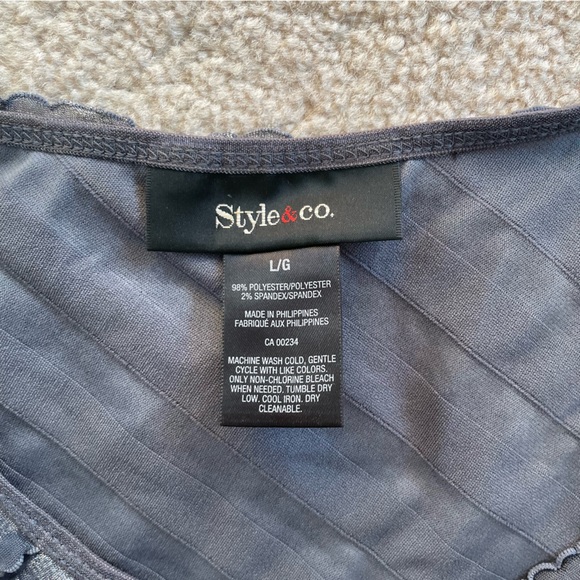 Style&co.
L/G
98% POLYESTER/POLYESTER
2% SPANDEX/SPANDEX
MADE IN PHILIPPINES
FABRIQUÉ AUX PHILIPPINES
CA 00234
MACHINE WASH COLD, GENTLE
CYCLE WITH LIKE COLORS.
ONLY NON-CHLORINE BLEACH
WHEN NEEDED. TUMBLE DRY
LOW. COOL IRON. DRY
CLEANABLE.